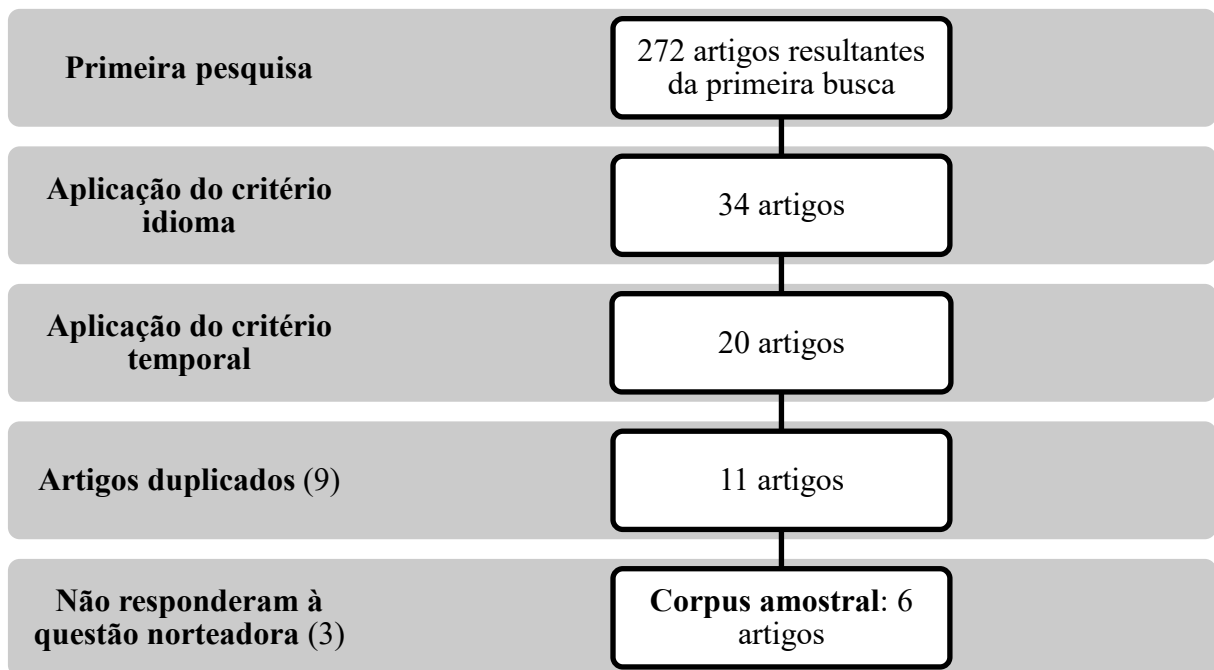 Primeira pesquisa
272 artigos resultantes
da primeira busca
Aplicação do critério
idioma
34 artigos
Aplicação do critério
temporal
20 artigos
Artigos duplicados (9)
11 artigos
Não responderam à
questão norteadora (3)
Corpus amostral: 6
artigos